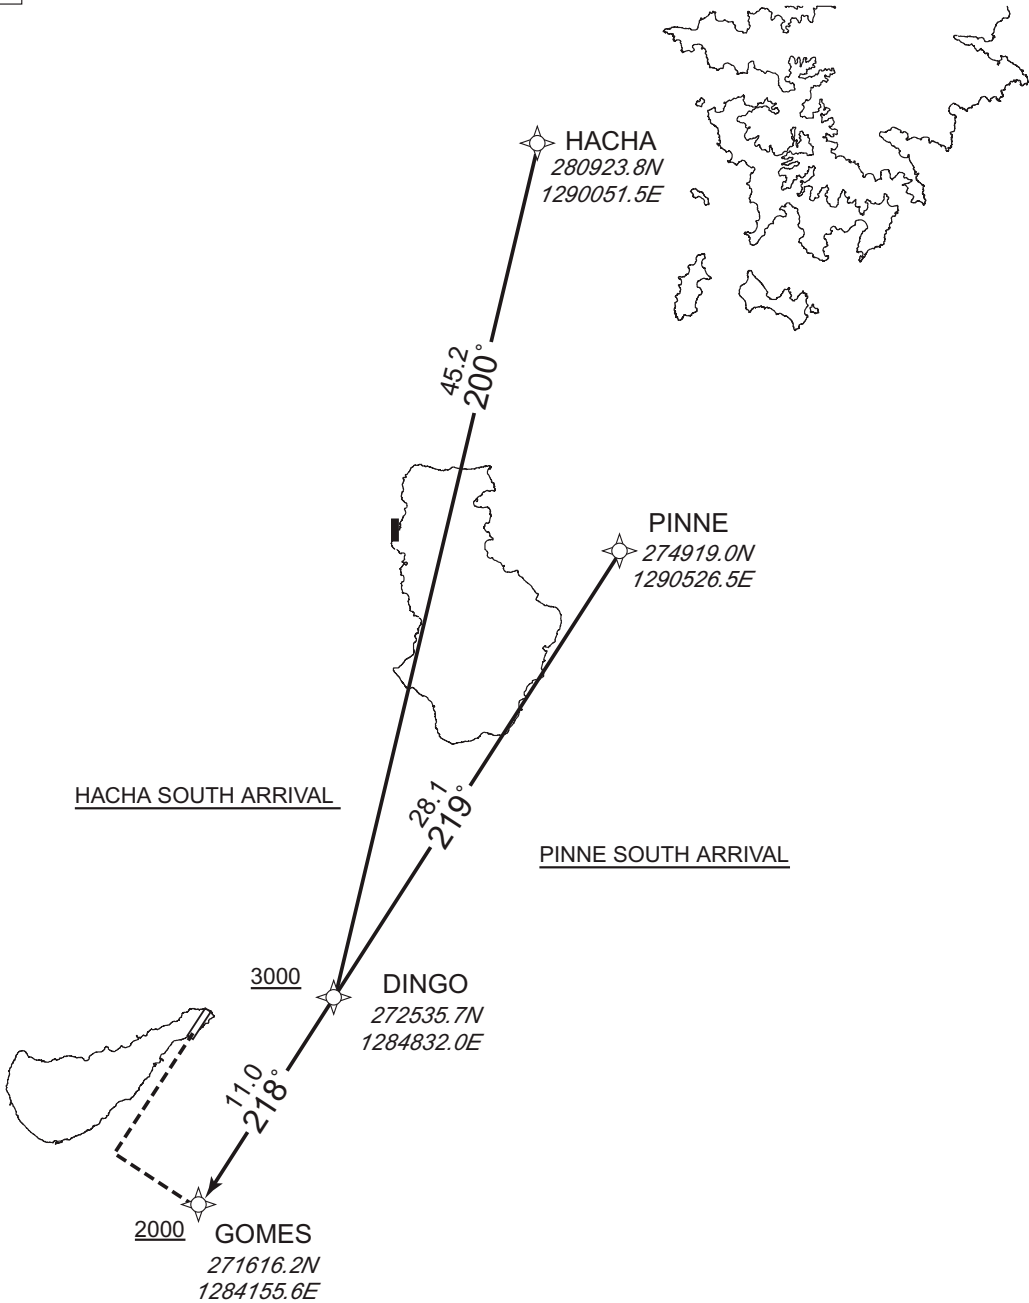 HACHA
280923.8N
1290051.5E
45.2
200°
PINNE
274919.0N
1290526.5E
28.1
219°
HACHA SOUTH ARRIVAL
PINNE SOUTH ARRIVAL
3000
DINGO
272535.7N
1284832.0E
11.0
218°
2000
GOMES
271616.2N
1284155.6E